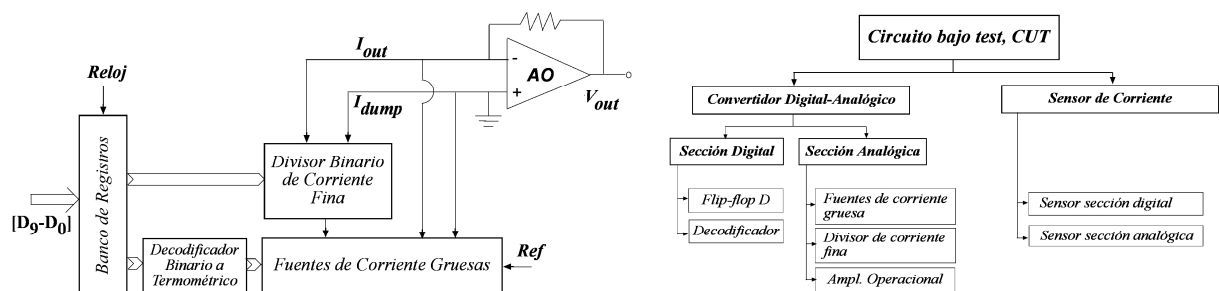 Reloj
[D9-D0]
Banco de Registros
Iout
Idump
AO
-
+
Vout
Divisor Binario
de Corriente
Fina
Decodificador
Binario a
Termométrico
Fuentes de Corriente Gruesas
Ref
Circuito bajo test, CUT
Convertidor Digital-Analógico
Sensor de Corriente
Sección Digital
Sección Analógica
Flip-flop D
Decodificador
Fuentes de corriente
gruesa
Divisor de corriente
fina
Ampl. Operacional
Sensor sección digital
Sensor sección analógica